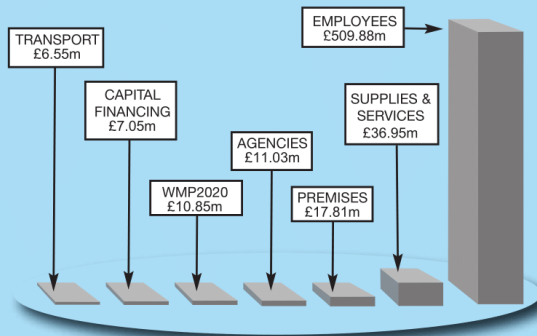 TRANSPORT
£6.55m
CAPITAL
FINANCING
£7.05m
WMP2020
£10.85m
AGENCIES
£11.03m
PREMISES
£17.81m
SUPPLIES &
SERVICES
£36.95m
EMPLOYEES
£509.88m